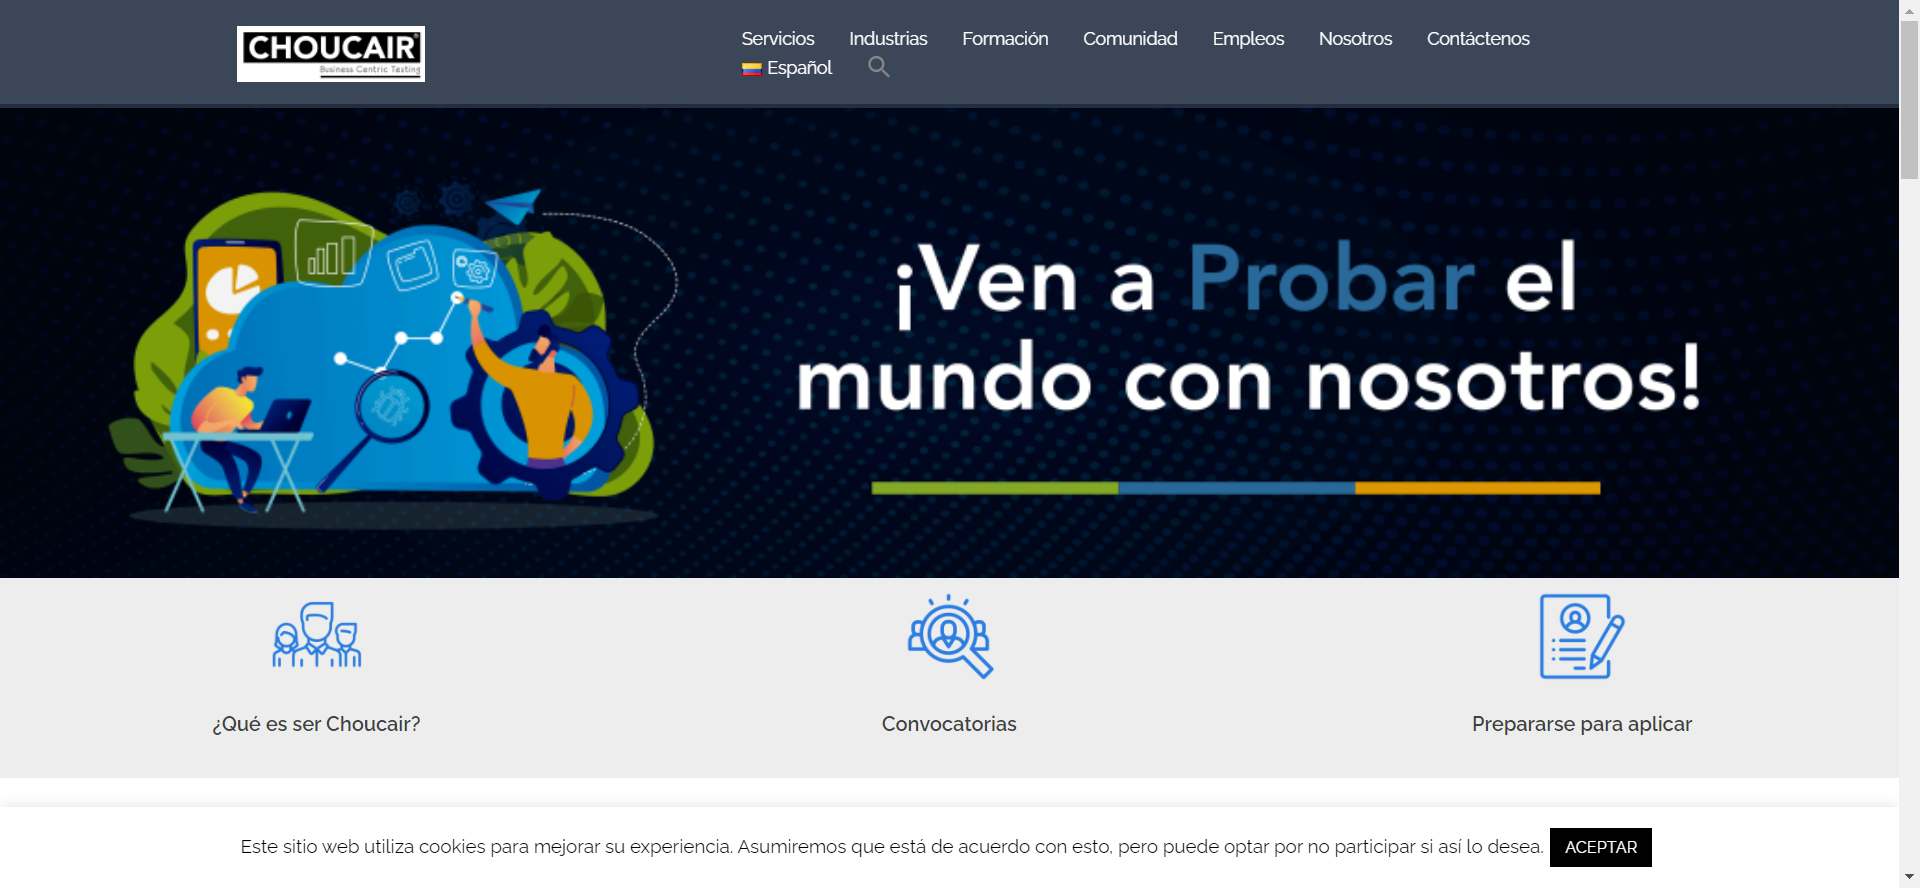 CHOUCAIR®
Business Centric Testing
Servicios Industrias Formación Comunidad Empleos Nosotros Contáctenos
Español
¡Ven a Probar el
mundo con nosotros!
¿Qué es ser Choucair? Convocatorias Prepararse para aplicar
Este sitio web utiliza cookies para mejorar su experiencia. Asumiremos que está de acuerdo con esto, pero puede optar por no participar si así lo desea. ACEPTAR